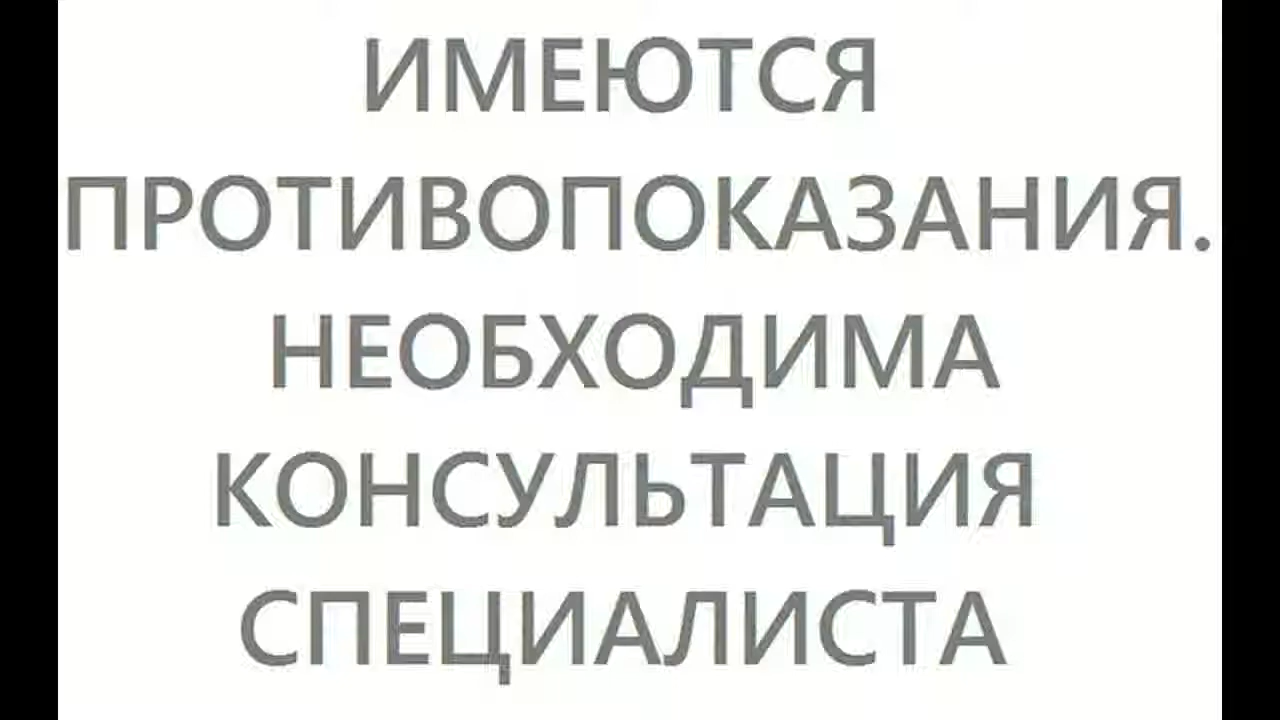 ИМЕЮТСЯ
ПРОТИВОПОКАЗАНИЯ.
НЕОБХОДИМА
КОНСУЛЬТАЦИЯ
СПЕЦИАЛИСТА